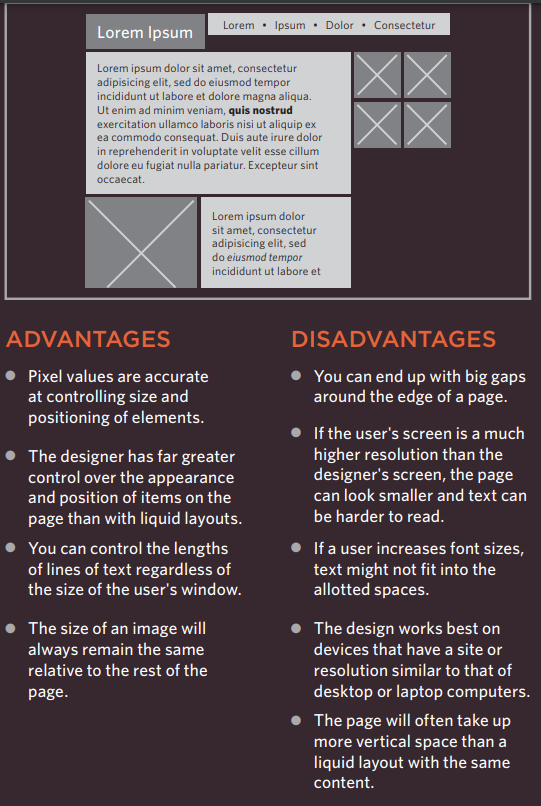 Lorem Ipsum
Lorem • Ipsum • Dolor • Consectetur
Lorem ipsum dolor sit amet, consectetur
adipisicing elit, sed do eiusmod tempor
incididunt ut labore et dolore magna aliqua.
Ut enim ad minim veniam, quis nostrud
exercitation ullamco laboris nisi ut aliquip ex
ea commodo consequat. Duis aute irure dolor
in reprehenderit in voluptate velit esse cillum
dolore eu fugiat nulla pariatur. Excepteur sint
occaecat.
Lorem ipsum dolor
sit amet, consectetur
adipisicing elit, sed
do eiusmod tempor
incididunt ut labore et
ADVANTAGES
● Pixel values are accurate
at controlling size and
positioning of elements.
● The designer has far greater
control over the appearance
and position of items on the
page than with liquid layouts.
● You can control the lengths
of lines of text regardless of
the size of the user's window.
● The size of an image will
always remain the same
relative to the rest of the
page.
DISADVANTAGES
● You can end up with big gaps
around the edge of a page.
● If the user's screen is a much
higher resolution than the
designer's screen, the page
can look smaller and text can
be harder to read.
● If a user increases font sizes,
text might not fit into the
allotted spaces.
● The design works best on
devices that have a site or
resolution similar to that of
desktop or laptop computers.
● The page will often take up
more vertical space than a
liquid layout with the same
content.